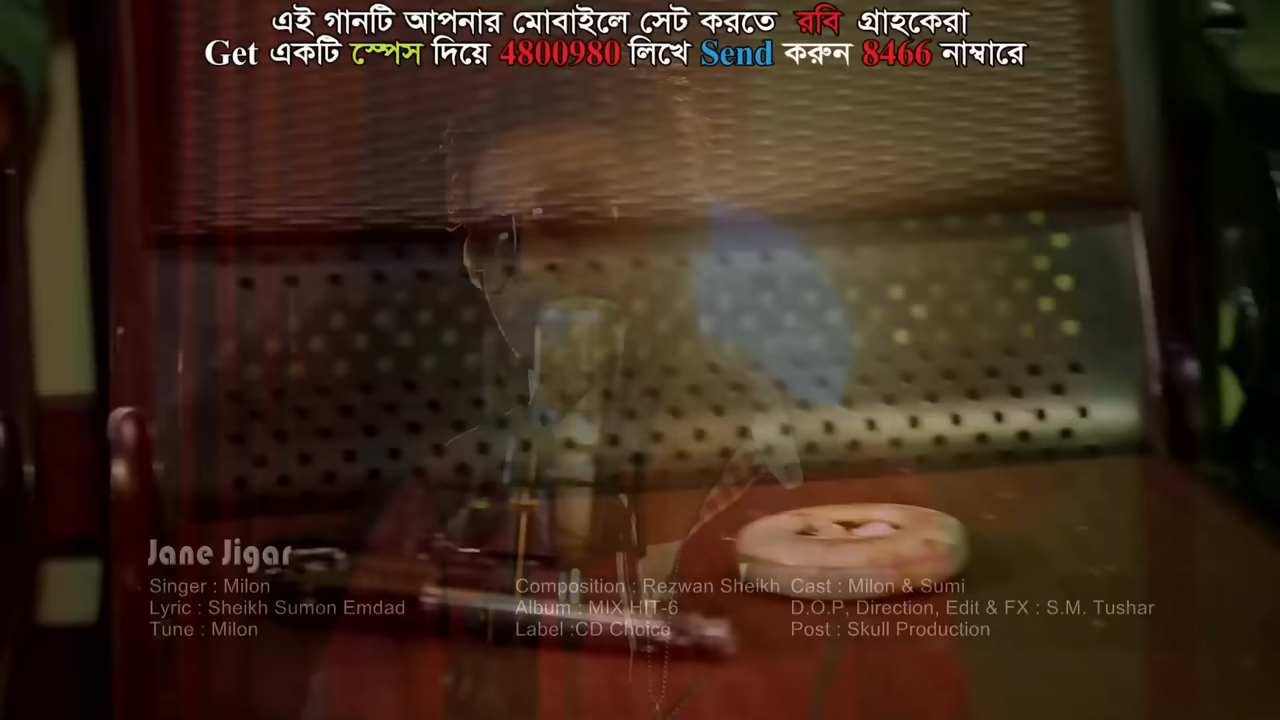 এই গানটি আপনার মোবাইলে সেট করতে রবি গ্রাহকেরা
Get একটি স্পেস দিয়ে 4800980 লিখে Send করুন 8466 নাম্বারে
Jane Jigar
Singer : Milon
Lyric : Sheikh Sumon Emdad
Tune : Milon
Composition : Rezwan Sheikh
Album : MIX HIT-6
Label :CD Choice
Cast : Milon & Sumi
D.O.P, Direction, Edit & FX : S.M. Tushar
Post : Skull Production